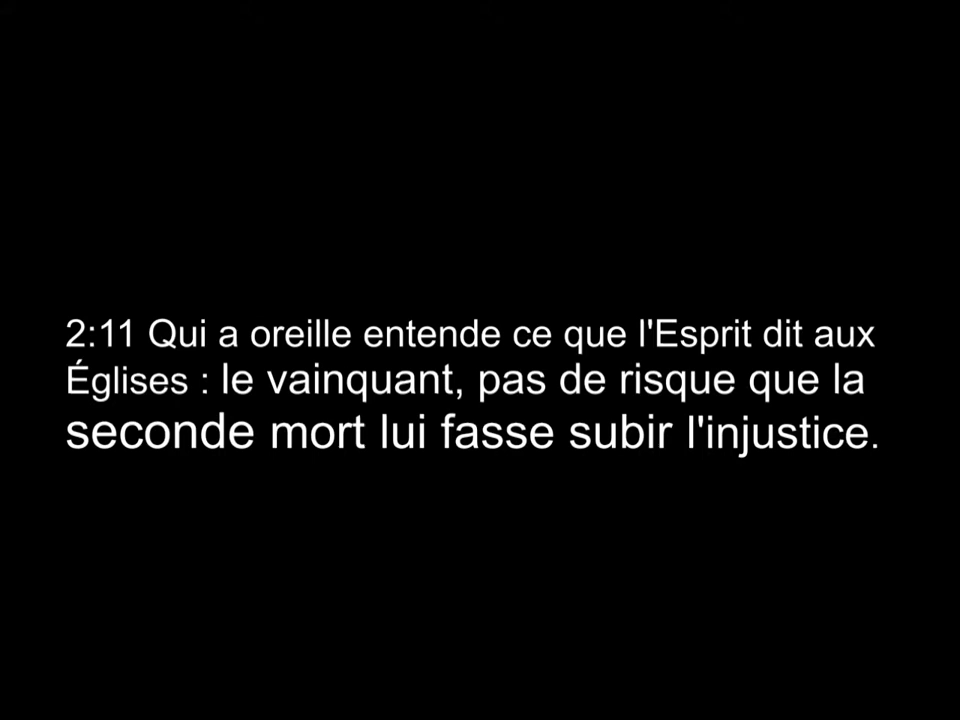 2:11 Qui a oreille entende ce que l'Esprit dit aux
Églises : le vainquant, pas de risque que la
seconde mort lui fasse subir l'injustice.